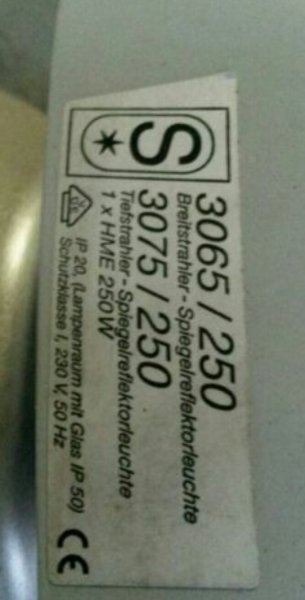 S
3065 / 250
Breitstrahler - Spiegelreflektorleuchte
3075 / 250
Tiefstrahler - Spiegelreflektorleuchte
1 x HME 250W
IP 20, (Lampenraum mit Glas IP 50)
Schutzklasse I, 230 V, 50 Hz
CE